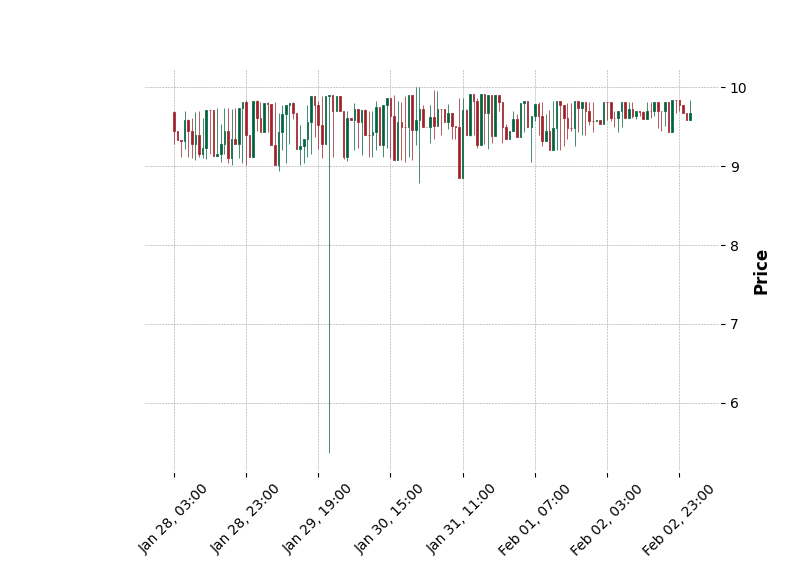 10
9
8
7
6
Price
Jan 28, 03:00
Jan 28, 23:00
Jan 29, 19:00
Jan 30, 15:00
Jan 31, 11:00
Feb 01, 07:00
Feb 02, 03:00
Feb 02, 23:00